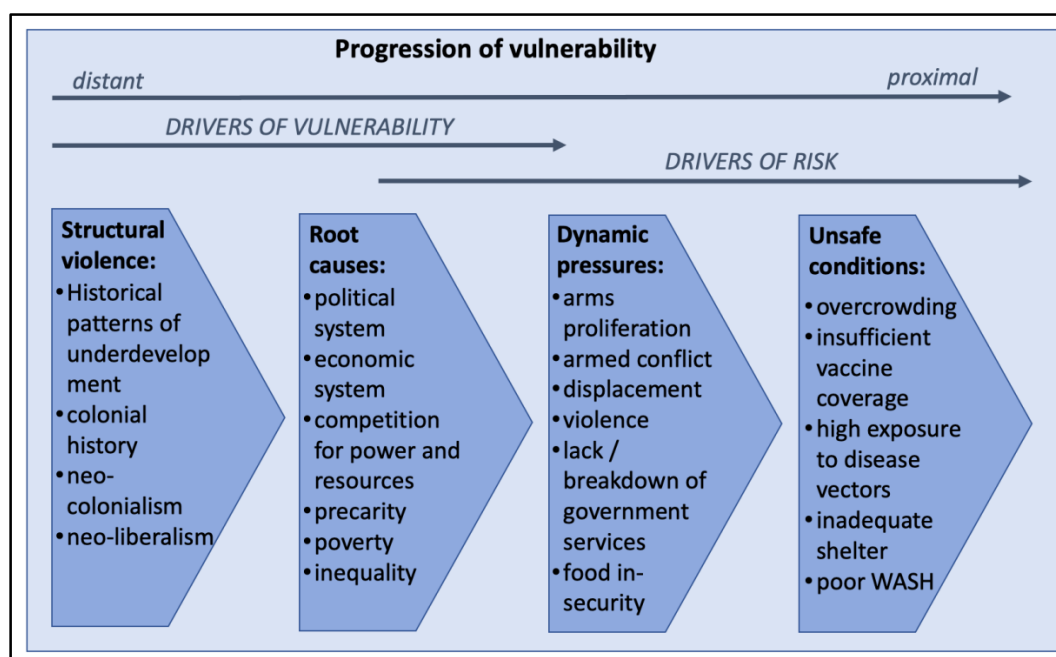 Progression of vulnerability
distant
proximal
DRIVERS OF VULNERABILITY
DRIVERS OF RISK
Structural
violence:
• Historical
patterns of
underdevelop
ment
• colonial
history
• neo-
colonialism
• neo-liberalism
Root
causes:
• political
system
• economic
system
• competition
for power and
resources
• precarity
• poverty
• inequality
Dynamic
pressures:
• arms
proliferation
• armed conflict
• displacement
• violence
• lack /
breakdown of
government
services
• food in-
security
Unsafe
conditions:
• overcrowding
• insufficient
vaccine
coverage
• high exposure
to disease
vectors
• inadequate
shelter
• poor WASH